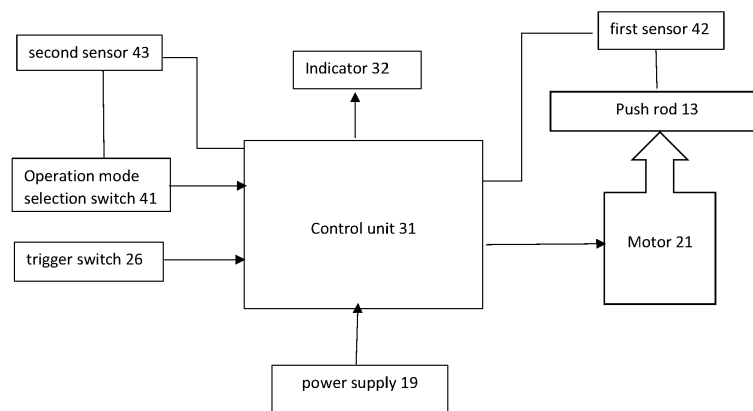 second sensor 43
Indicator 32
first sensor 42
Push rod 13
Operation mode
selection switch 41
Control unit 31
Motor 21
trigger switch 26
power supply 19